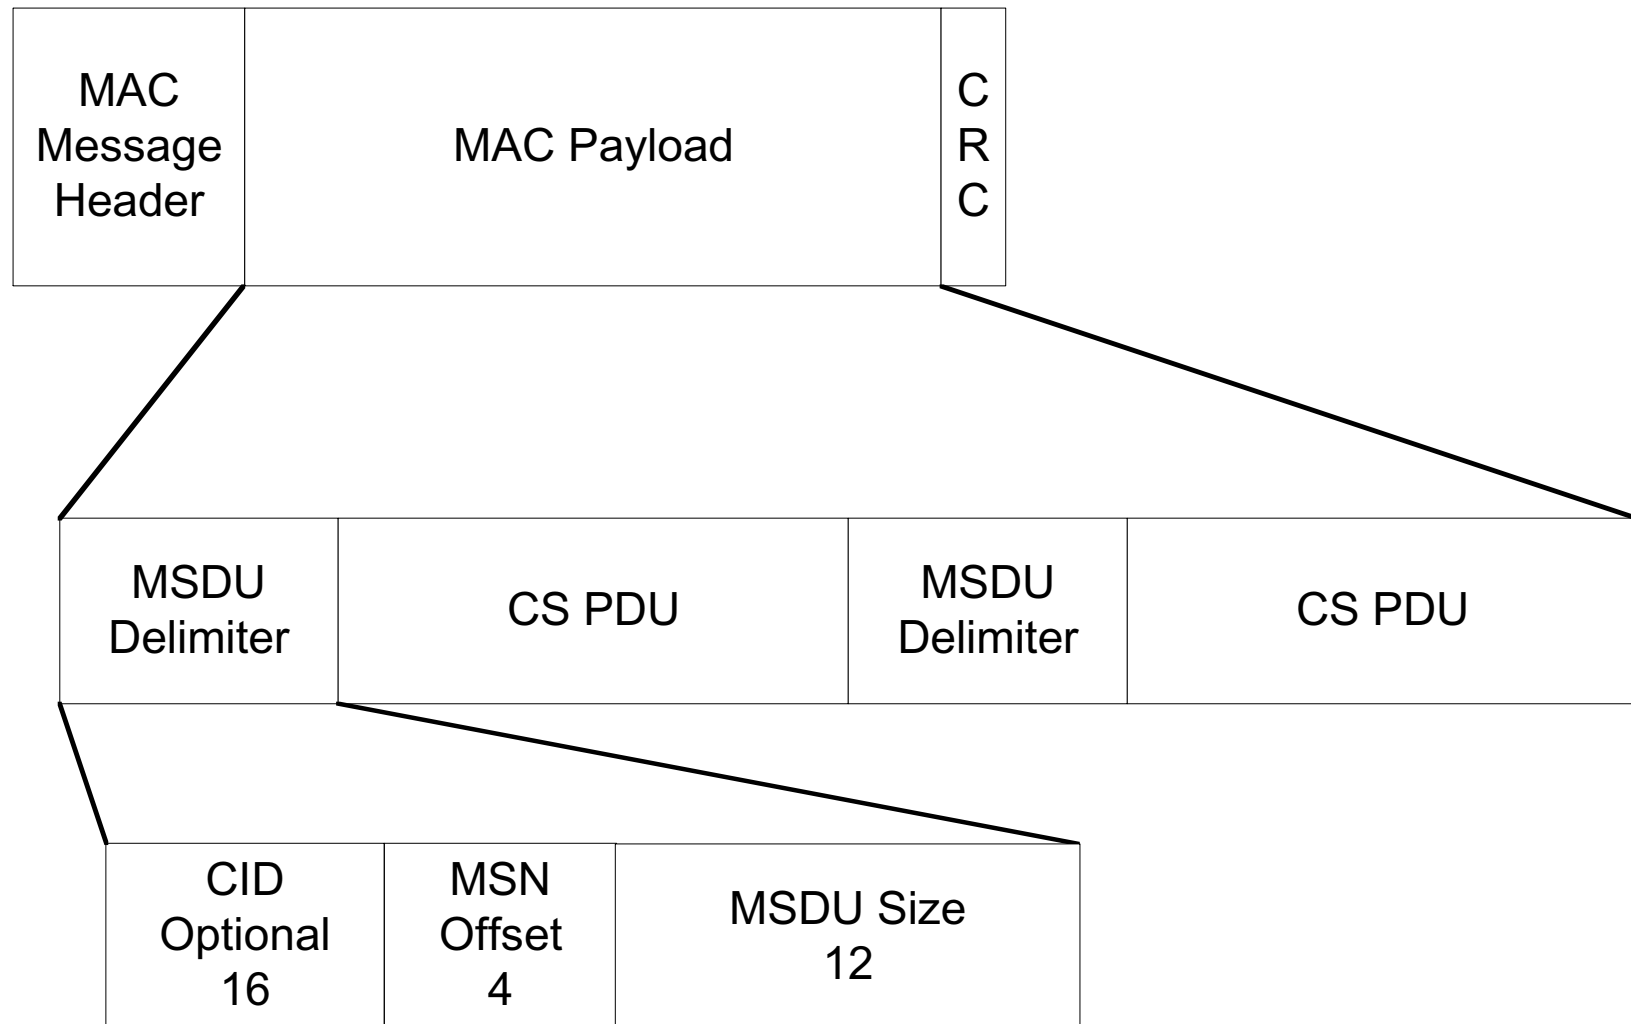 MAC
Message
Header
MAC Payload
C
R
C
MSDU
Delimiter
CS PDU
MSDU
Delimiter
CS PDU
CID
Optional
16
MSN
Offset
4
MSDU Size
12